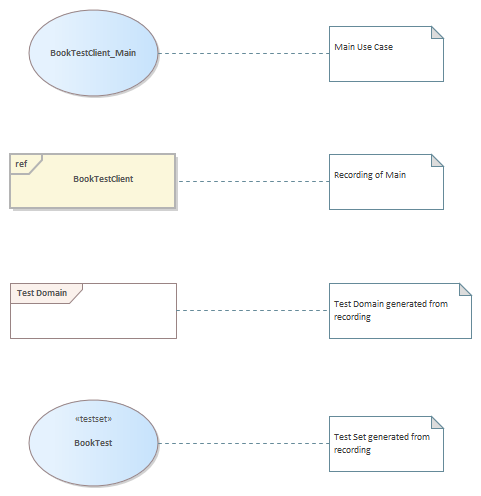 BookTestClient_Main
Main Use Case
ref
BookTestClient
Recording of Main
Test Domain
Test Domain generated from
recording
«testset»
BookTest
Test Set generated from
recording